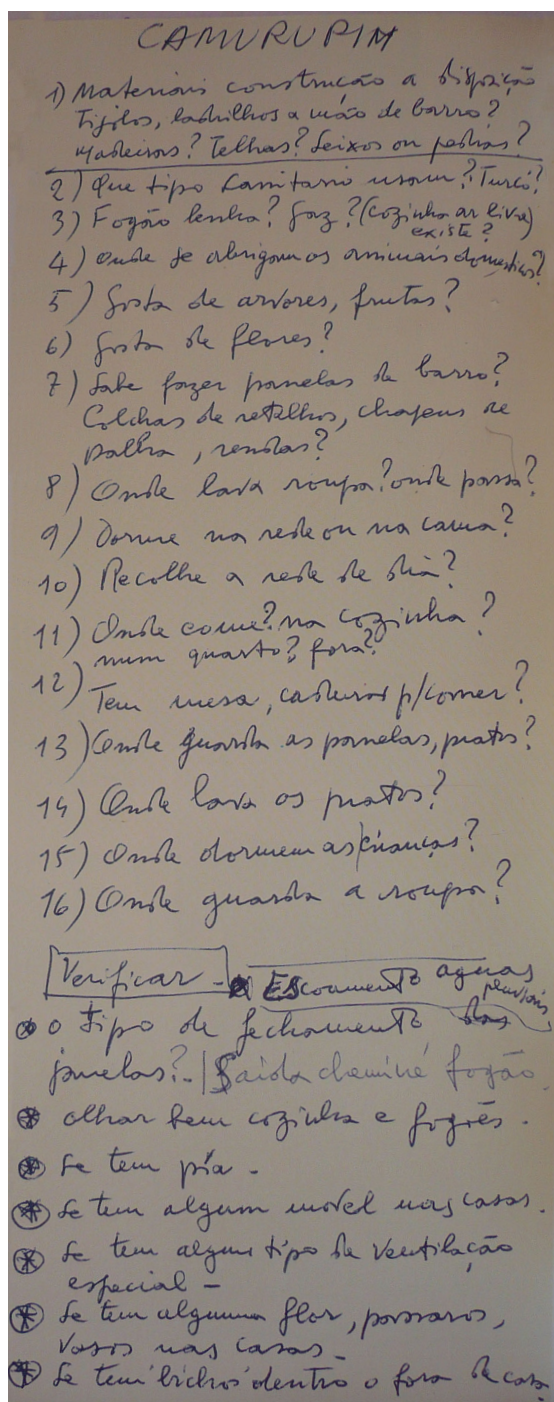 CAMURUPIM
1) Materiais construção a disposição
Tijolos, ladrilhos a mão de barro?
Madeiras? Telhas? Seixos ou pedras?
2) Que tipo sanitario usam? Turco?
3) Fogão lenha? Gaz? (cozinha ar livre)
existe?
4) Onde se abrigam os animais domesticos?
5) Gosta de arvores, frutas?
6) Gosta de flores?
7) Sabe fazer panelas de barro?
Colchas de retalhos, chapeus de
palha, rendas?
8) Onde lava roupa? onde passa?
9) Dorme na rede ou na cama?
10) Recolhe a rede de dia?
11) Onde come? na cozinha?
num quarto? fora?
12) Tem mesa, cadeiras p/comer?
13) Onde guarda as panelas, pratos?
14) Onde lava os pratos?
15) Onde dormem as crianças?
16) Onde guarda a roupa?
Verificar - Escoamento aguas
pluviais
o tipo de fechamento das
janelas? - Saida cheminé fogão.
olhar bem cozinha e fogões.
Se tem pia -
Se tem algum movel nas casas.
Se tem algum tipo de ventilação
especial -
Se tem alguma flor, passaros,
vasos nas casas -
Se tem bichos dentro o fora de casa.